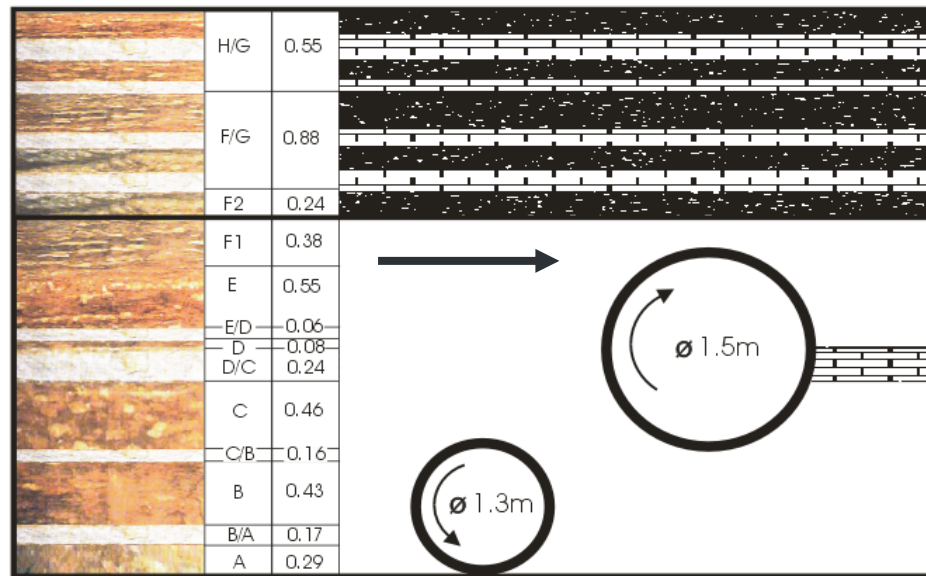 H/G 0.55
F/G 0.88
F2 0.24
F1 0.38
E 0.55
E/D 0.06
D 0.08
D/C 0.24
C 0.46
C/B 0.16
B 0.43
B/A 0.17
A 0.29
ø 1.5m
ø 1.3m